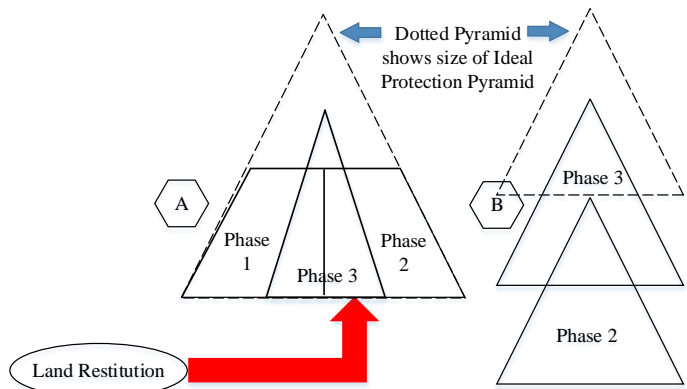 Dotted Pyramid
shows size of Ideal
Protection Pyramid
A
B
Phase 3
Phase
1
Phase
2
Phase 3
Phase 2
Land Restitution